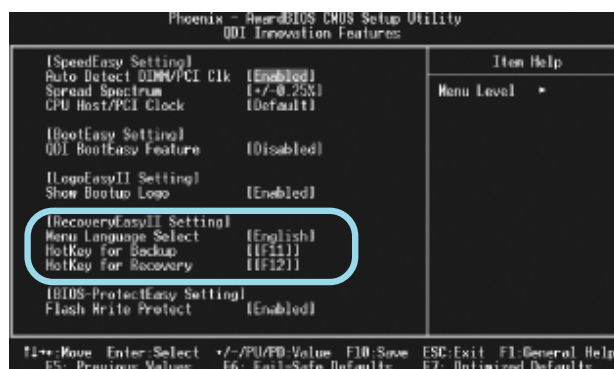 Phoenix - AwardBIOS CMOS Setup Utility
QDI Innovation Features
[SpeedEasy Setting]
Auto Detect DIMM/PCI Clk [Enabled]
Spread Spectrum [+/-0.25%]
CPU Host/PCI Clock [Default]
[BootEasy Setting]
QDI BootEasy Feature [Disabled]
[LogoEasyII Setting]
Show Bootup Logo [Enabled]
[RecoveryEasyII Setting]
Menu Language Select [English]
HotKey for Backup [[F11]]
HotKey for Recovery [[F12]]
[BIOS-ProtectEasy Setting]
Flash Write Protect [Enabled]
Item Help
Menu Level ►
↑↓→←:Move Enter:Select +/-/PU/PD:Value F10:Save ESC:Exit F1:General Help
F5: Previous Values F6: Fail-Safe Defaults F7: Optimized Defaults